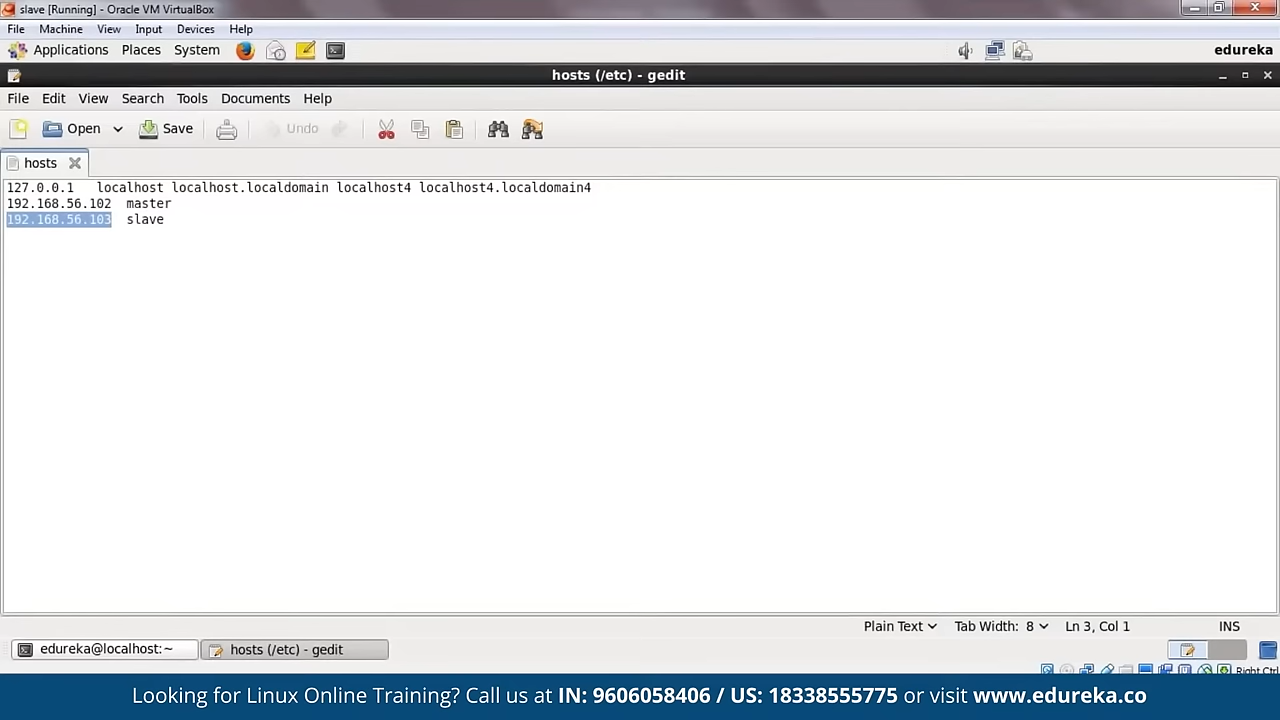 slave [Running] - Oracle VM VirtualBox
File Machine View Input Devices Help
Applications Places System edureka
hosts (/etc) - gedit
File Edit View Search Tools Documents Help
Open Save Undo
hosts
127.0.0.1 localhost localhost.localdomain localhost4 localhost4.localdomain4
192.168.56.102 master
192.168.56.103 slave
Plain Text Tab Width: 8 Ln 3, Col 1 INS
edureka@localhost:~ hosts (/etc) - gedit
Right Ctrl
Looking for Linux Online Training? Call us at IN: 9606058406 / US: 18338555775 or visit www.edureka.co